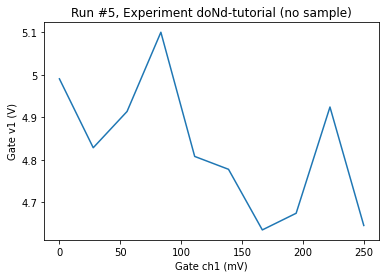 Run #5, Experiment doNd-tutorial (no sample)
5.1
5
4.9
4.8
4.7
Gate v1 (V)
0 50 100 150 200 250
Gate ch1 (mV)